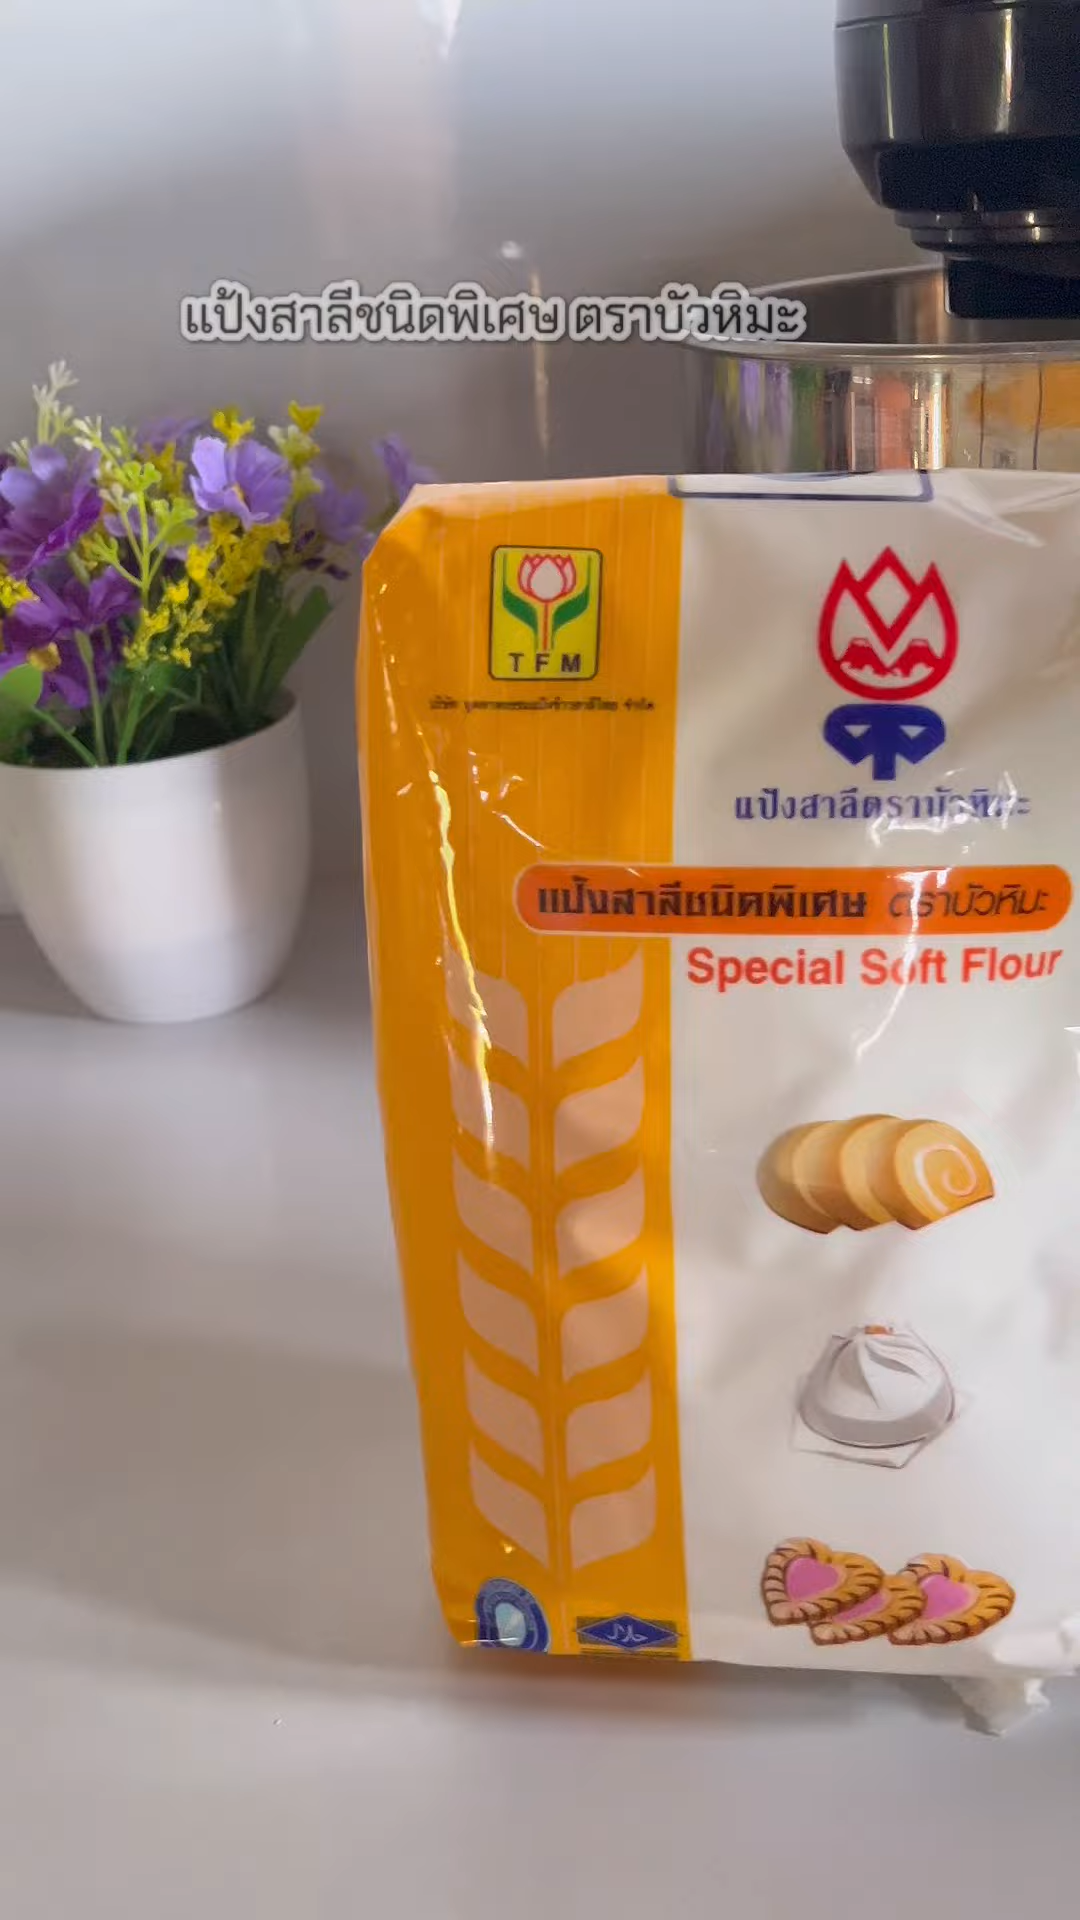 แป้งสาลีชนิดพิเศษ ตราบัวหิมะ
TFM
แป้งสาลีตราบัวหิมะ
แป้งสาลีชนิดพิเศษ ตราบัวหิมะ
Special Soft Flour
حلال